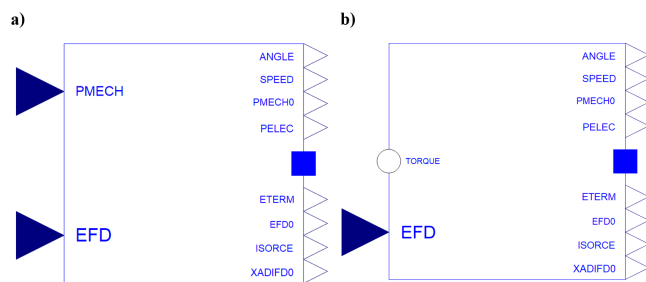 a)
PMECH
EFD
ANGLE
SPEED
PMECH0
PELEC
ETERM
EFD0
ISORCE
XADIFD0
b)
TORQUE
EFD
ANGLE
SPEED
PMECH0
PELEC
ETERM
EFD0
ISORCE
XADIFD0